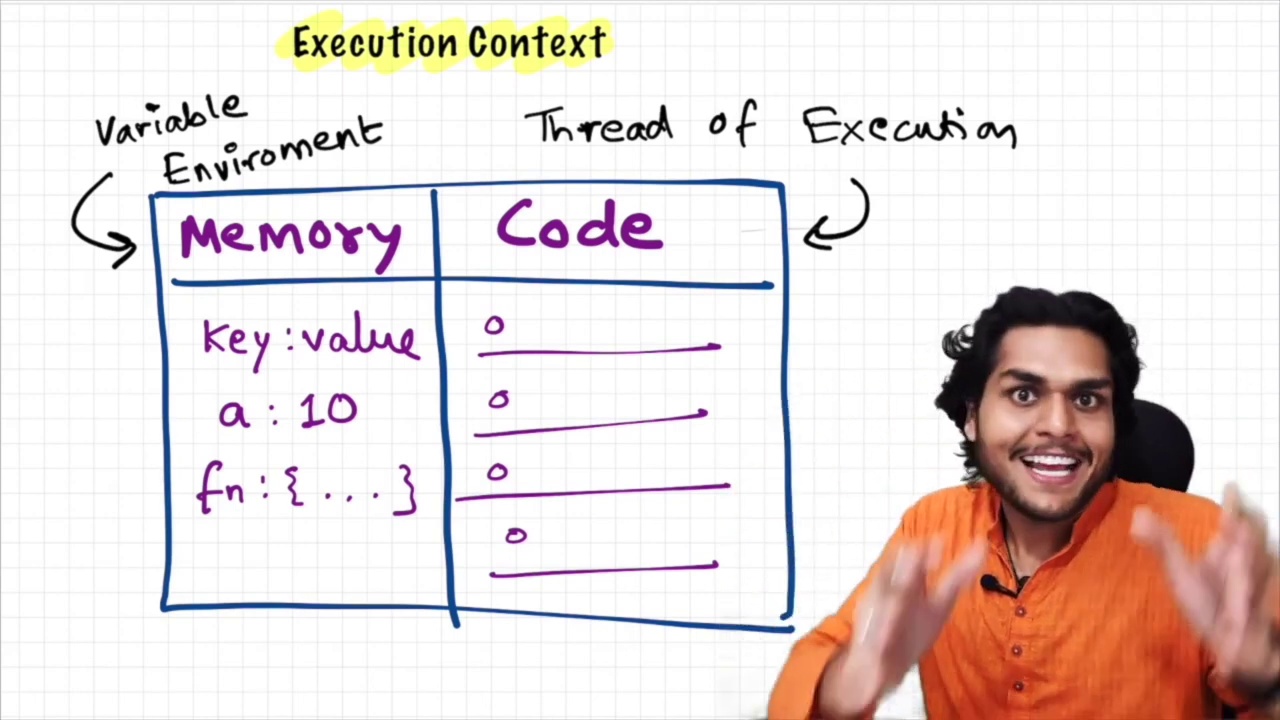 Execution Context
Variable
Enviroment
Thread of Execution
Memory
Code
key : value
a : 10
fn : { ... }